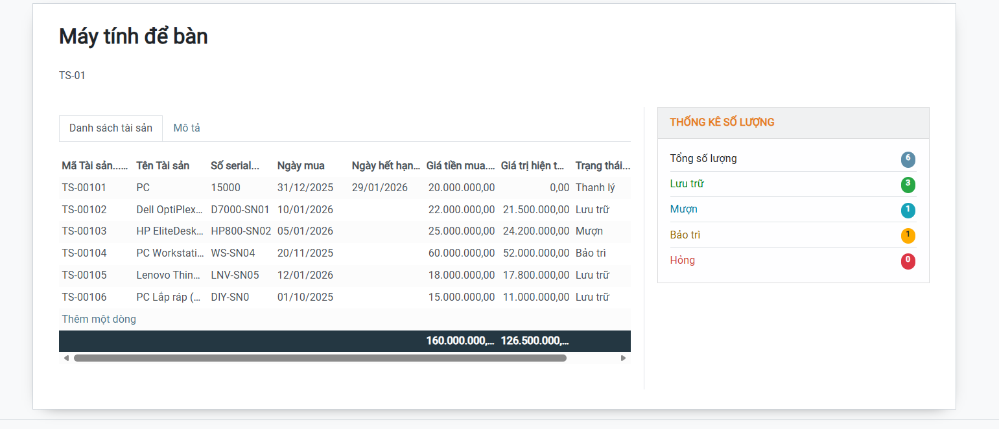 Máy tính để bàn
TS-01
Danh sách tài sản Mô tả
Mã Tài sản...... Tên Tài sản Số serial... Ngày mua Ngày hết hạn... Giá tiền mua.... Giá trị hiện t... Trạng thái...
TS-00101 PC 15000 31/12/2025 29/01/2026 20.000.000,00 0,00 Thanh lý
TS-00102 Dell OptiPlex... D7000-SN01 10/01/2026 22.000.000,00 21.500.000,00 Lưu trữ
TS-00103 HP EliteDesk... HP800-SN02 05/01/2026 25.000.000,00 24.200.000,00 Mượn
TS-00104 PC Workstati... WS-SN04 20/11/2025 60.000.000,00 52.000.000,00 Bảo trì
TS-00105 Lenovo Thin... LNV-SN05 12/01/2026 18.000.000,00 17.800.000,00 Lưu trữ
TS-00106 PC Lắp ráp (... DIY-SN0 01/10/2025 15.000.000,00 11.000.000,00 Lưu trữ
Thêm một dòng
160.000.000,... 126.500.000,...
THỐNG KÊ SỐ LƯỢNG
Tổng số lượng 6
Lưu trữ 3
Mượn 1
Bảo trì 1
Hỏng 0